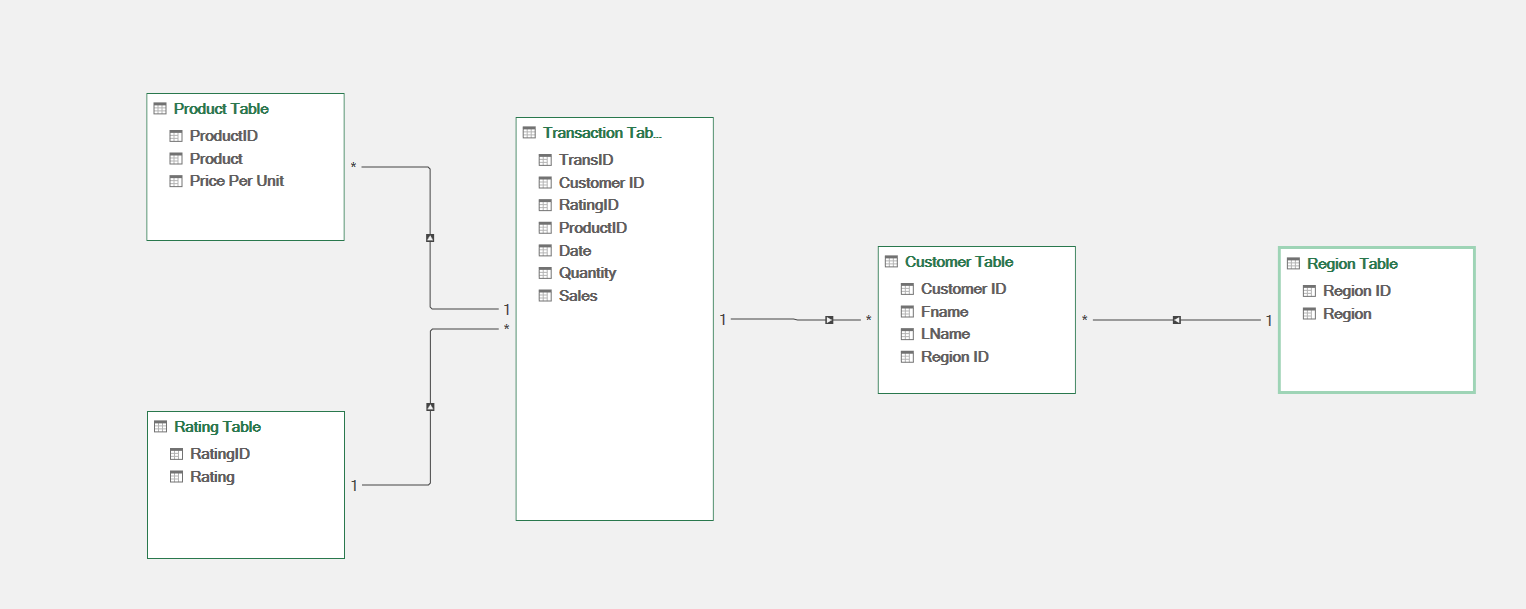 Product Table
ProductID
Product
Price Per Unit
*
1
Transaction Tab...
TransID
Customer ID
RatingID
ProductID
Date
Quantity
Sales
*
1
Rating Table
RatingID
Rating
1
*
Customer Table
Customer ID
Fname
LName
Region ID
*
1
Region Table
Region ID
Region